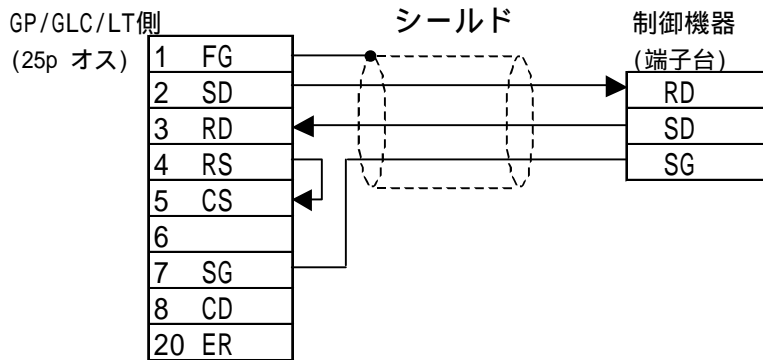 GP/GLC/LT側
(25p オス)
シールド
制御機器
(端子台)
1 FG
2 SD
3 RD
4 RS
5 CS
6
7 SG
8 CD
20 ER
RD
SD
SG